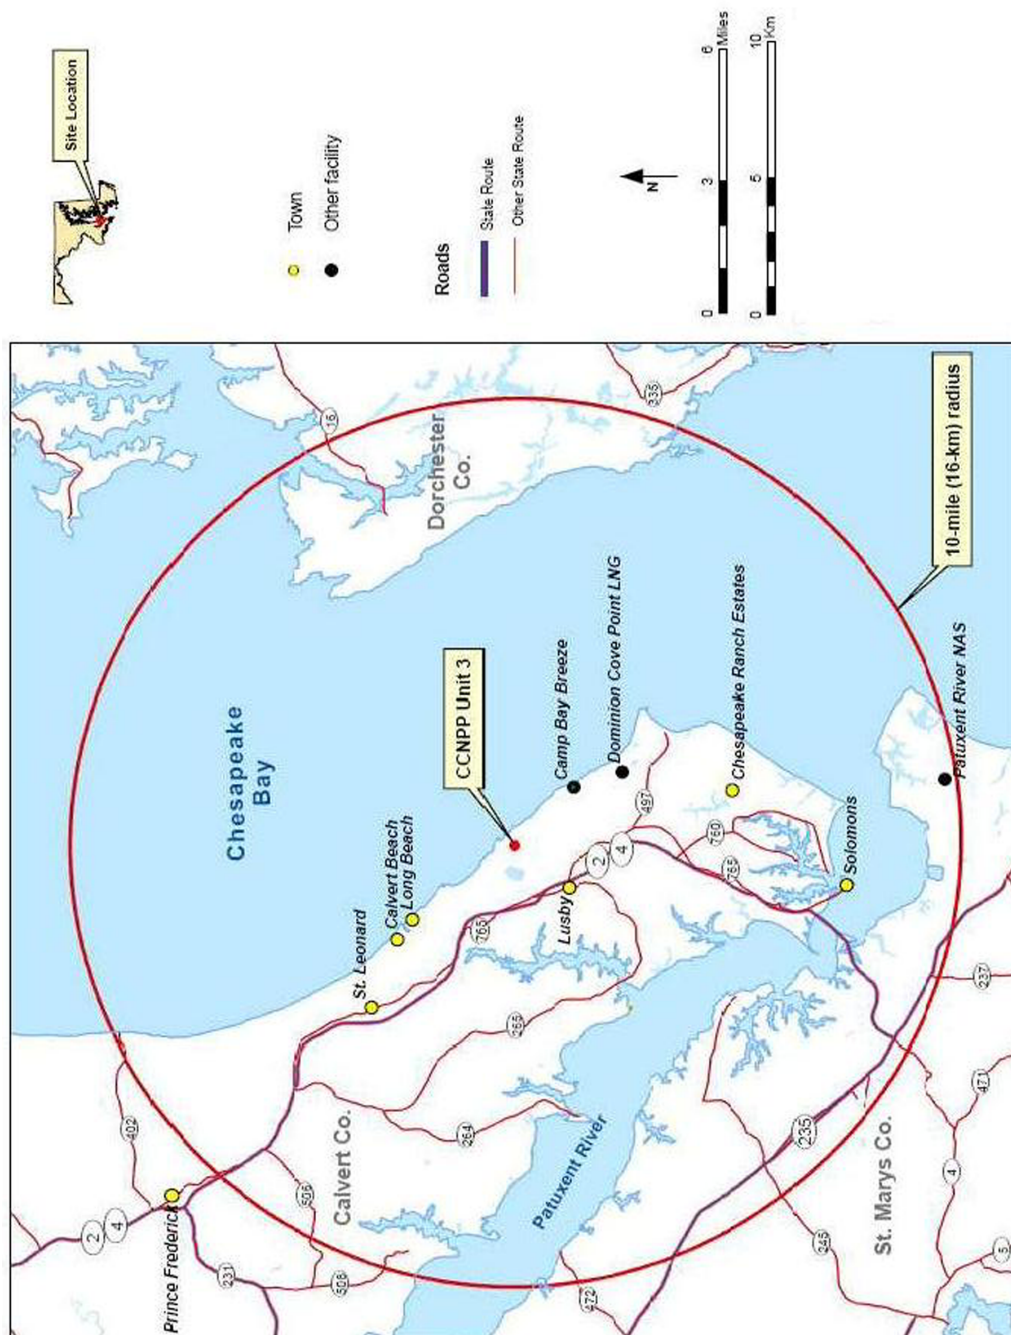 Site Location
Town
Other facility
Roads
State Route
Other State Route
N
0
3
6
Miles
0
5
10
Km
16
335
Dorchester
Co.
10-mile (16-km) radius
Chesapeake
Bay
CCNPP Unit 3
Camp Bay Breeze
Dominion Cove Point LNG
Chesapeake Ranch Estates
Patuxent River NAS
Calvert Beach
Long Beach
St. Leonard
Lusby
Solomons
497
760
765
2
4
765
265
264
402
506
508
231
2
4
Prince Frederick
Calvert Co.
Patuxent River
235
237
471
4
5
245
472
St. Marys Co.